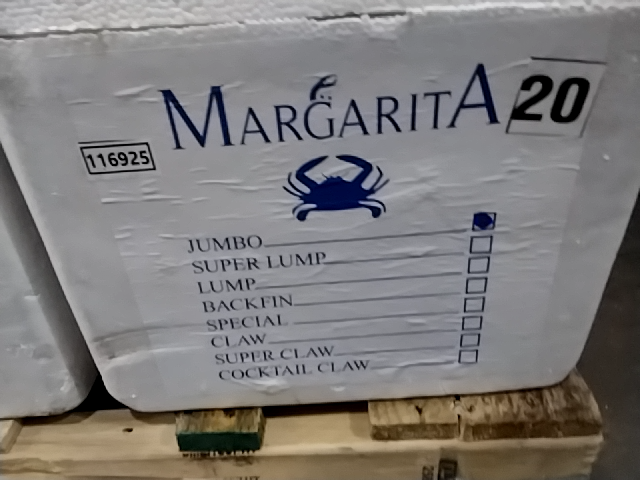 MARGARITA
20
116925
JUMBO
SUPER LUMP
LUMP
BACKFIN
SPECIAL
CLAW
SUPER CLAW
COCKTAIL CLAW